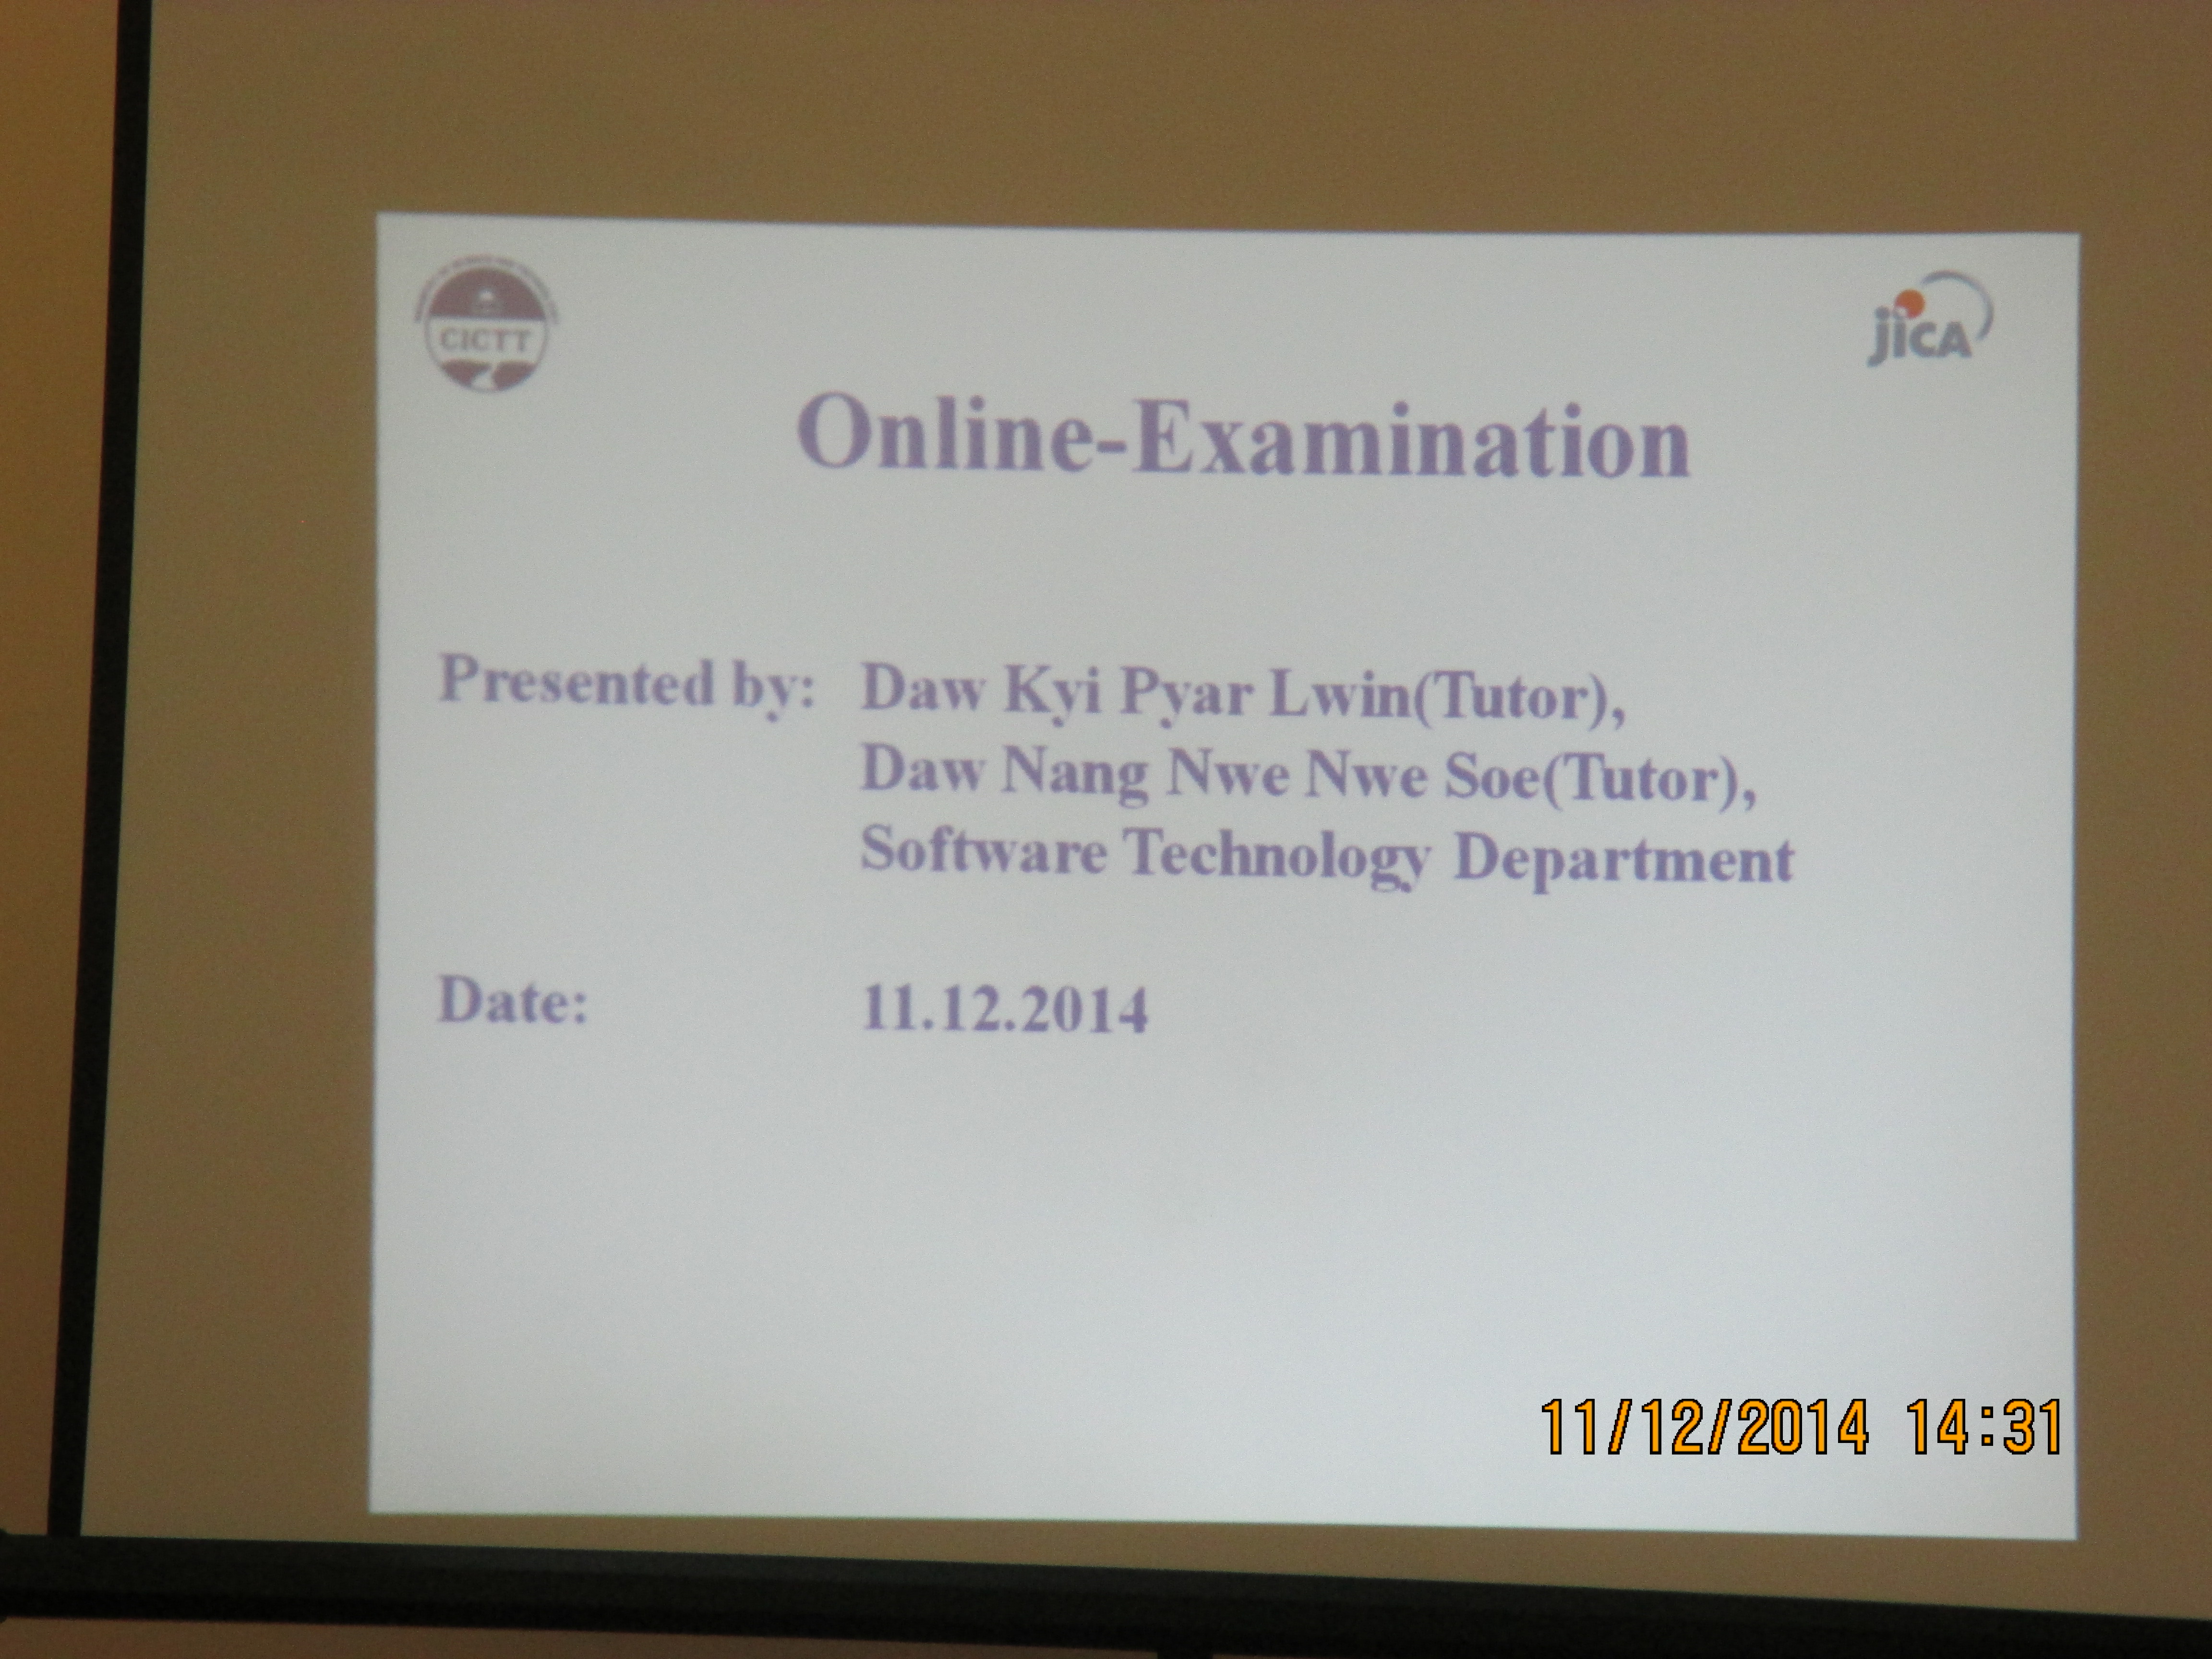 CICTT
jica
Online-Examination
Presented by: Daw Kyi Pyar Lwin(Tutor),
Daw Nang Nwe Nwe Soe(Tutor),
Software Technology Department
Date: 11.12.2014
11/12/2014 14:31